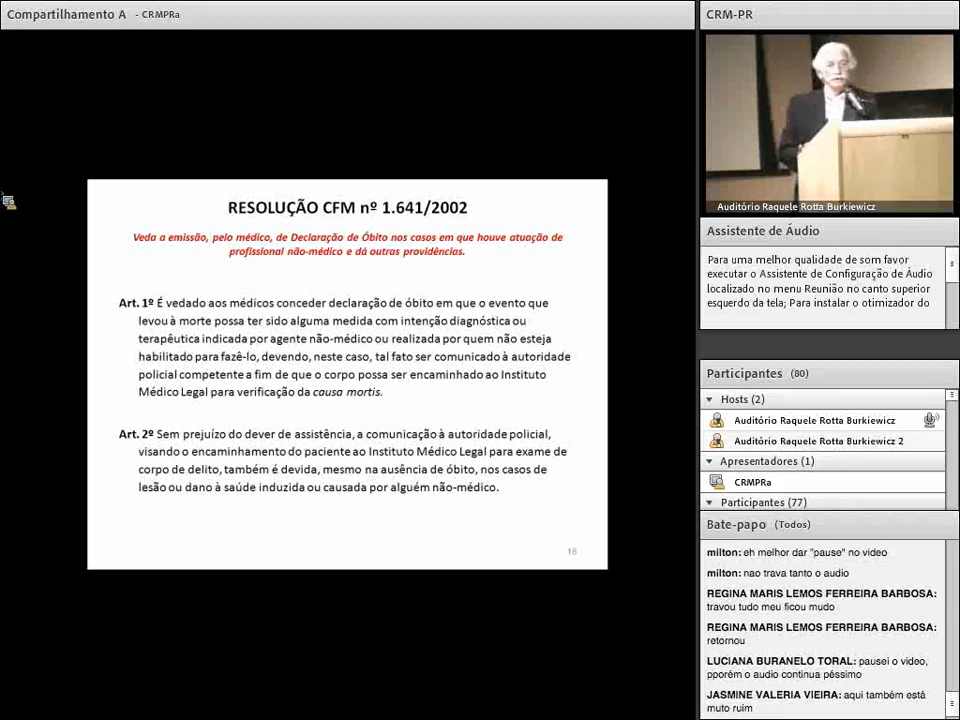 Compartilhamento A - CRMPRa
RESOLUÇÃO CFM nº 1.641/2002
Veda a emissão, pelo médico, de Declaração de Óbito nos casos em que houve atuação de
profissional não-médico e dá outras providências.
Art. 1º É vedado aos médicos conceder declaração de óbito em que o evento que
levou à morte possa ter sido alguma medida com intenção diagnóstica ou
terapêutica indicada por agente não-médico ou realizada por quem não esteja
habilitado para fazê-lo, devendo, neste caso, tal fato ser comunicado à autoridade
policial competente a fim de que o corpo possa ser encaminhado ao Instituto
Médico Legal para verificação da causa mortis.
Art. 2º Sem prejuízo do dever de assistência, a comunicação à autoridade policial,
visando o encaminhamento do paciente ao Instituto Médico Legal para exame de
corpo de delito, também é devida, mesmo na ausência de óbito, nos casos de
lesão ou dano à saúde induzida ou causada por alguém não-médico.
18
CRM-PR
Auditório Raquele Rotta Burkiewicz
Assistente de Áudio
Para uma melhor qualidade de som favor
executar o Assistente de Configuração de Áudio
localizado no menu Reunião no canto superior
esquerdo da tela; Para instalar o otimizador do
Participantes (80)
Hosts (2)
Auditório Raquele Rotta Burkiewicz
Auditório Raquele Rotta Burkiewicz 2
Apresentadores (1)
CRMPRa
Participantes (77)
Bate-papo (Todos)
milton: eh melhor dar "pause" no video
milton: nao trava tanto o audio
REGINA MARIS LEMOS FERREIRA BARBOSA:
travou tudo meu ficou mudo
REGINA MARIS LEMOS FERREIRA BARBOSA:
retornou
LUCIANA BURANELO TORAL: pausei o video,
pporém o audio continua péssimo
JASMINE VALERIA VIEIRA: aqui também está
muto ruim